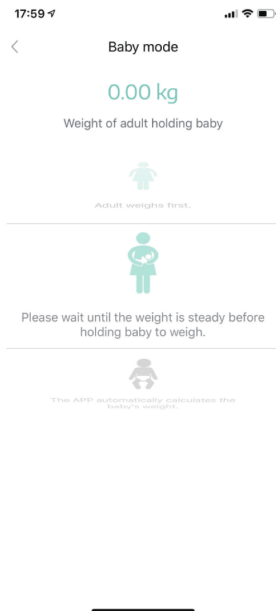 17:59
Baby mode
0.00 kg
Weight of adult holding baby
Adult weighs first.
Please wait until the weight is steady before
holding baby to weigh.
The APP automatically calculates the
baby's weight.